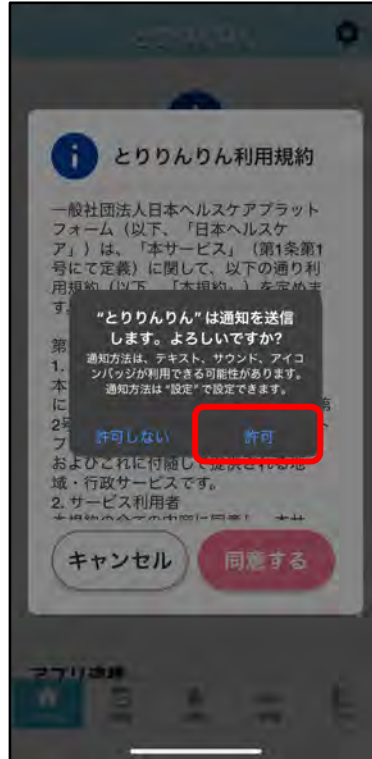 とりりんりん利用規約
一般社団法人日本ヘルスケアプラット
フォーム（以下、「日本ヘルスケ
ア」）は、「本サービス」（第1条第1
号にて定義）に関して、以下の通り利
用規約（以下、「本規約」）を定めま
す。
“とりりんりん”は通知を送信
します。よろしいですか?
通知方法は、テキスト、サウンド、アイコ
ンバッジが利用できる可能性があります。
通知方法は“設定”で設定できます。
許可しない
許可
第
1.
本
に
2号
フ
およびこれに付随して提供される地
域・行政サービスです。
2. サービス利用者
キャンセル
同意する
アプリ連携